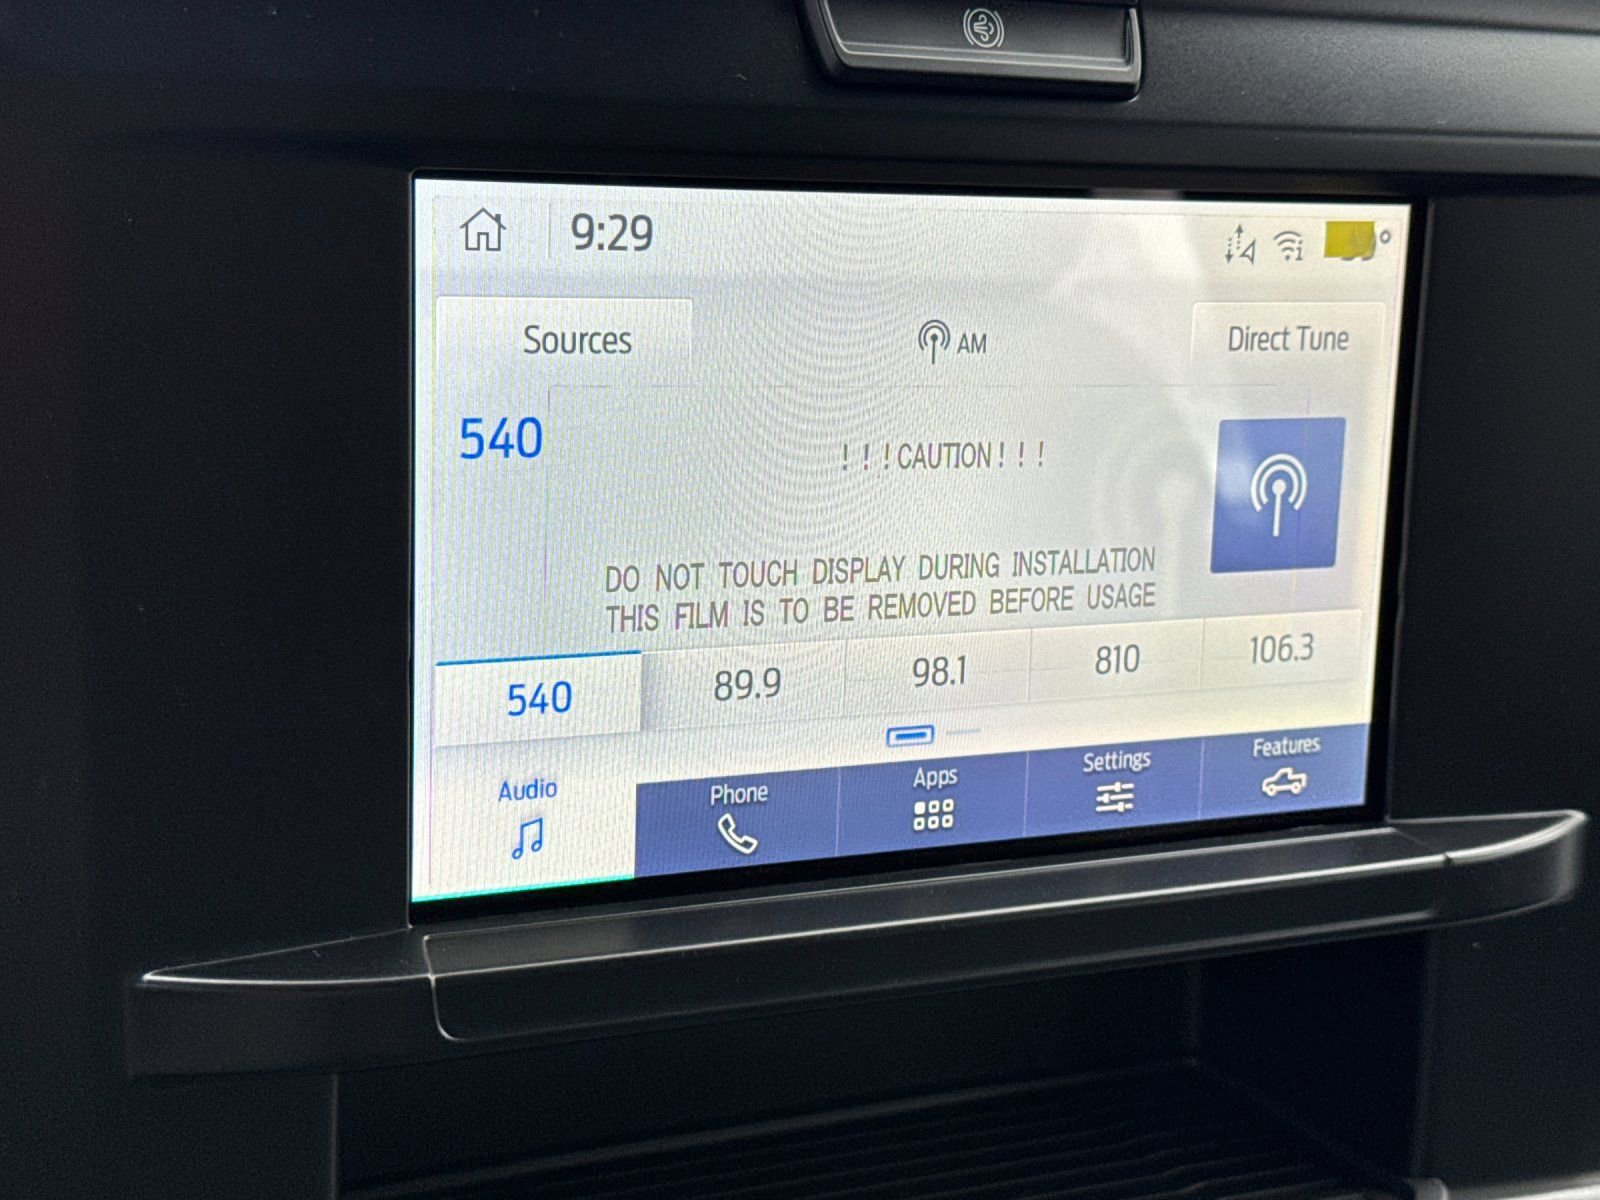 9:29
Sources
AM
Direct Tune
540
! ! ! CAUTION ! ! !
DO NOT TOUCH DISPLAY DURING INSTALLATION
THIS FILM IS TO BE REMOVED BEFORE USAGE
540 89.9 98.1 810 106.3
Audio Phone Apps Settings Features